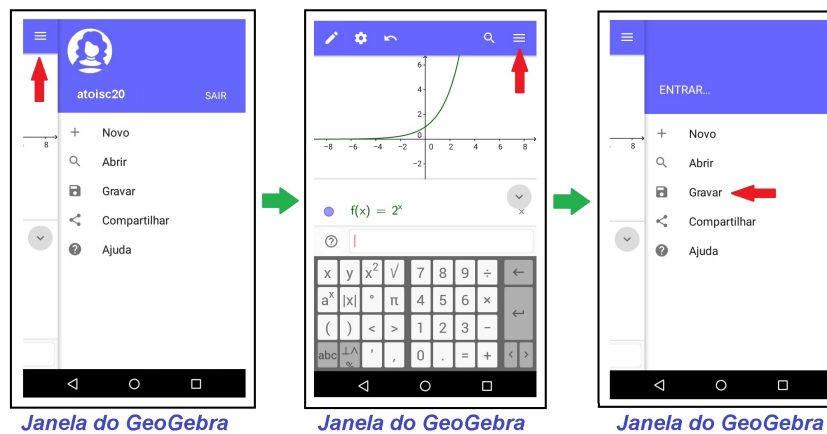 atoisc20 SAIR
8
Novo
Abrir
Gravar
Compartilhar
Ajuda
Janela do GeoGebra
6
4
2
0
-8 -6 -4 -2 0 2 4 6 8
-2
f(x) = 2ˣ
×
x y x² √ 7 8 9 ÷
aˣ |x| ° π 4 5 6 ×
( ) < > 1 2 3 −
abc ⊥∧% ' , 0 . = + < >
Janela do GeoGebra
ENTRAR...
8
Novo
Abrir
Gravar
Compartilhar
Ajuda
Janela do GeoGebra